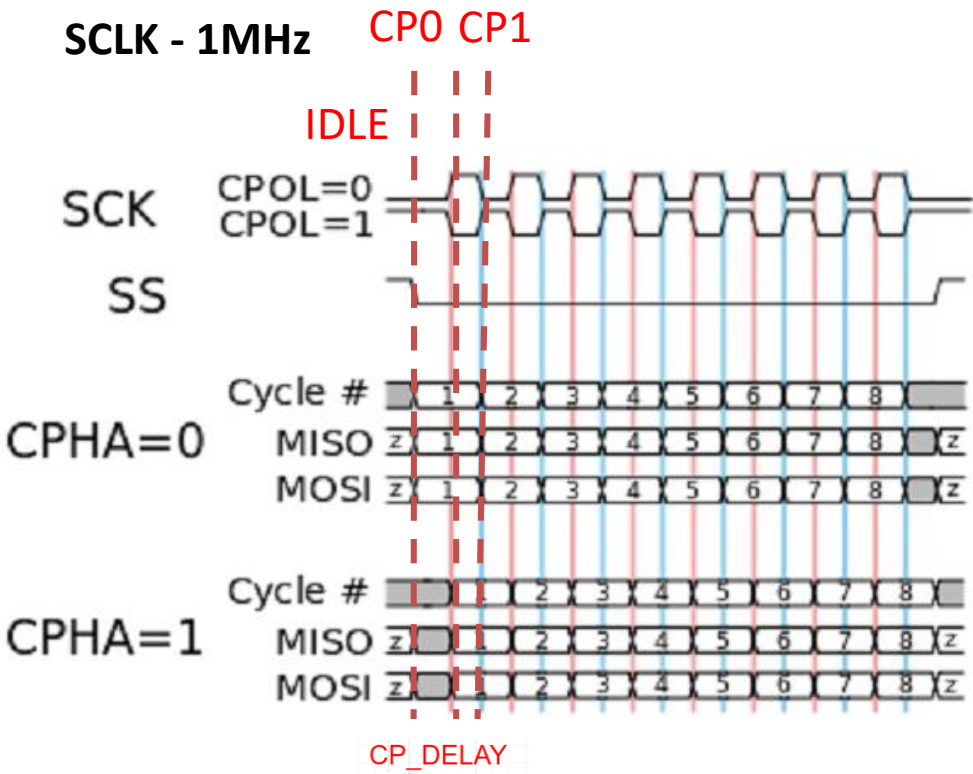 SCLK - 1MHz
CP0 CP1
IDLE
SCK
CPOL=0
CPOL=1
SS
CPHA=0
Cycle # 1 2 3 4 5 6 7 8
MISO z 1 2 3 4 5 6 7 8 z
MOSI z 1 2 3 4 5 6 7 8 z
CPHA=1
Cycle # 1 2 3 4 5 6 7 8
MISO z 1 2 3 4 5 6 7 8 z
MOSI z 1 2 3 4 5 6 7 8 z
CP_DELAY